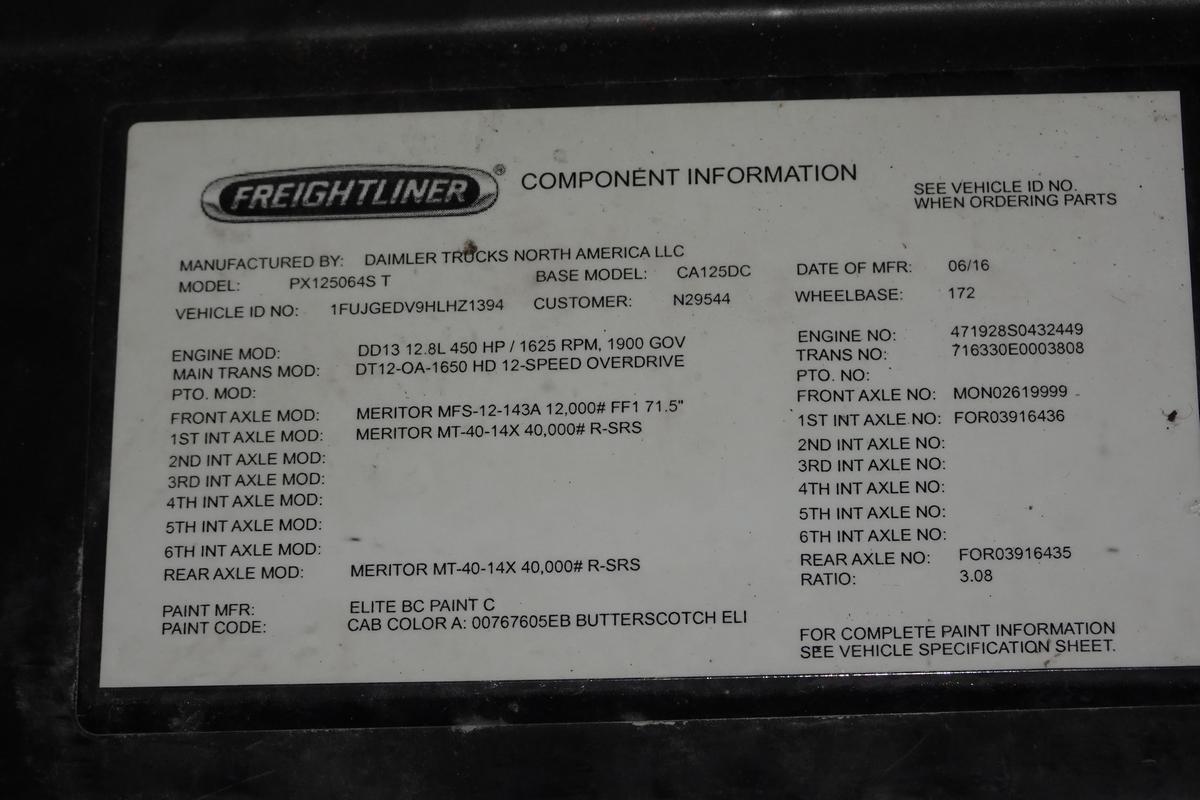 FREIGHTLINER® COMPONENT INFORMATION
SEE VEHICLE ID NO.
WHEN ORDERING PARTS
MANUFACTURED BY: DAIMLER TRUCKS NORTH AMERICA LLC
MODEL: PX125064S T BASE MODEL: CA125DC DATE OF MFR: 06/16
VEHICLE ID NO: 1FUJGEDV9HLHZ1394 CUSTOMER: N29544 WHEELBASE: 172
ENGINE MOD: DD13 12.8L 450 HP / 1625 RPM, 1900 GOV ENGINE NO: 471928S0432449
MAIN TRANS MOD: DT12-OA-1650 HD 12-SPEED OVERDRIVE TRANS NO: 716330E0003808
PTO. MOD: PTO. NO:
FRONT AXLE MOD: MERITOR MFS-12-143A 12,000# FF1 71.5" FRONT AXLE NO: MON02619999
1ST INT AXLE MOD: MERITOR MT-40-14X 40,000# R-SRS 1ST INT AXLE NO: FOR03916436
2ND INT AXLE MOD: 2ND INT AXLE NO:
3RD INT AXLE MOD: 3RD INT AXLE NO:
4TH INT AXLE MOD: 4TH INT AXLE NO:
5TH INT AXLE MOD: 5TH INT AXLE NO:
6TH INT AXLE MOD: 6TH INT AXLE NO:
REAR AXLE MOD: MERITOR MT-40-14X 40,000# R-SRS REAR AXLE NO: FOR03916435
RATIO: 3.08
PAINT MFR: ELITE BC PAINT C
PAINT CODE: CAB COLOR A: 00767605EB BUTTERSCOTCH ELI
FOR COMPLETE PAINT INFORMATION
SEE VEHICLE SPECIFICATION SHEET.